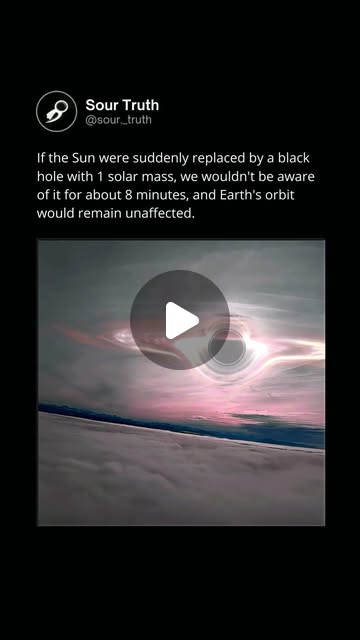 Sour Truth
@sour._truth
If the Sun were suddenly replaced by a black
hole with 1 solar mass, we wouldn't be aware
of it for about 8 minutes, and Earth's orbit
would remain unaffected.